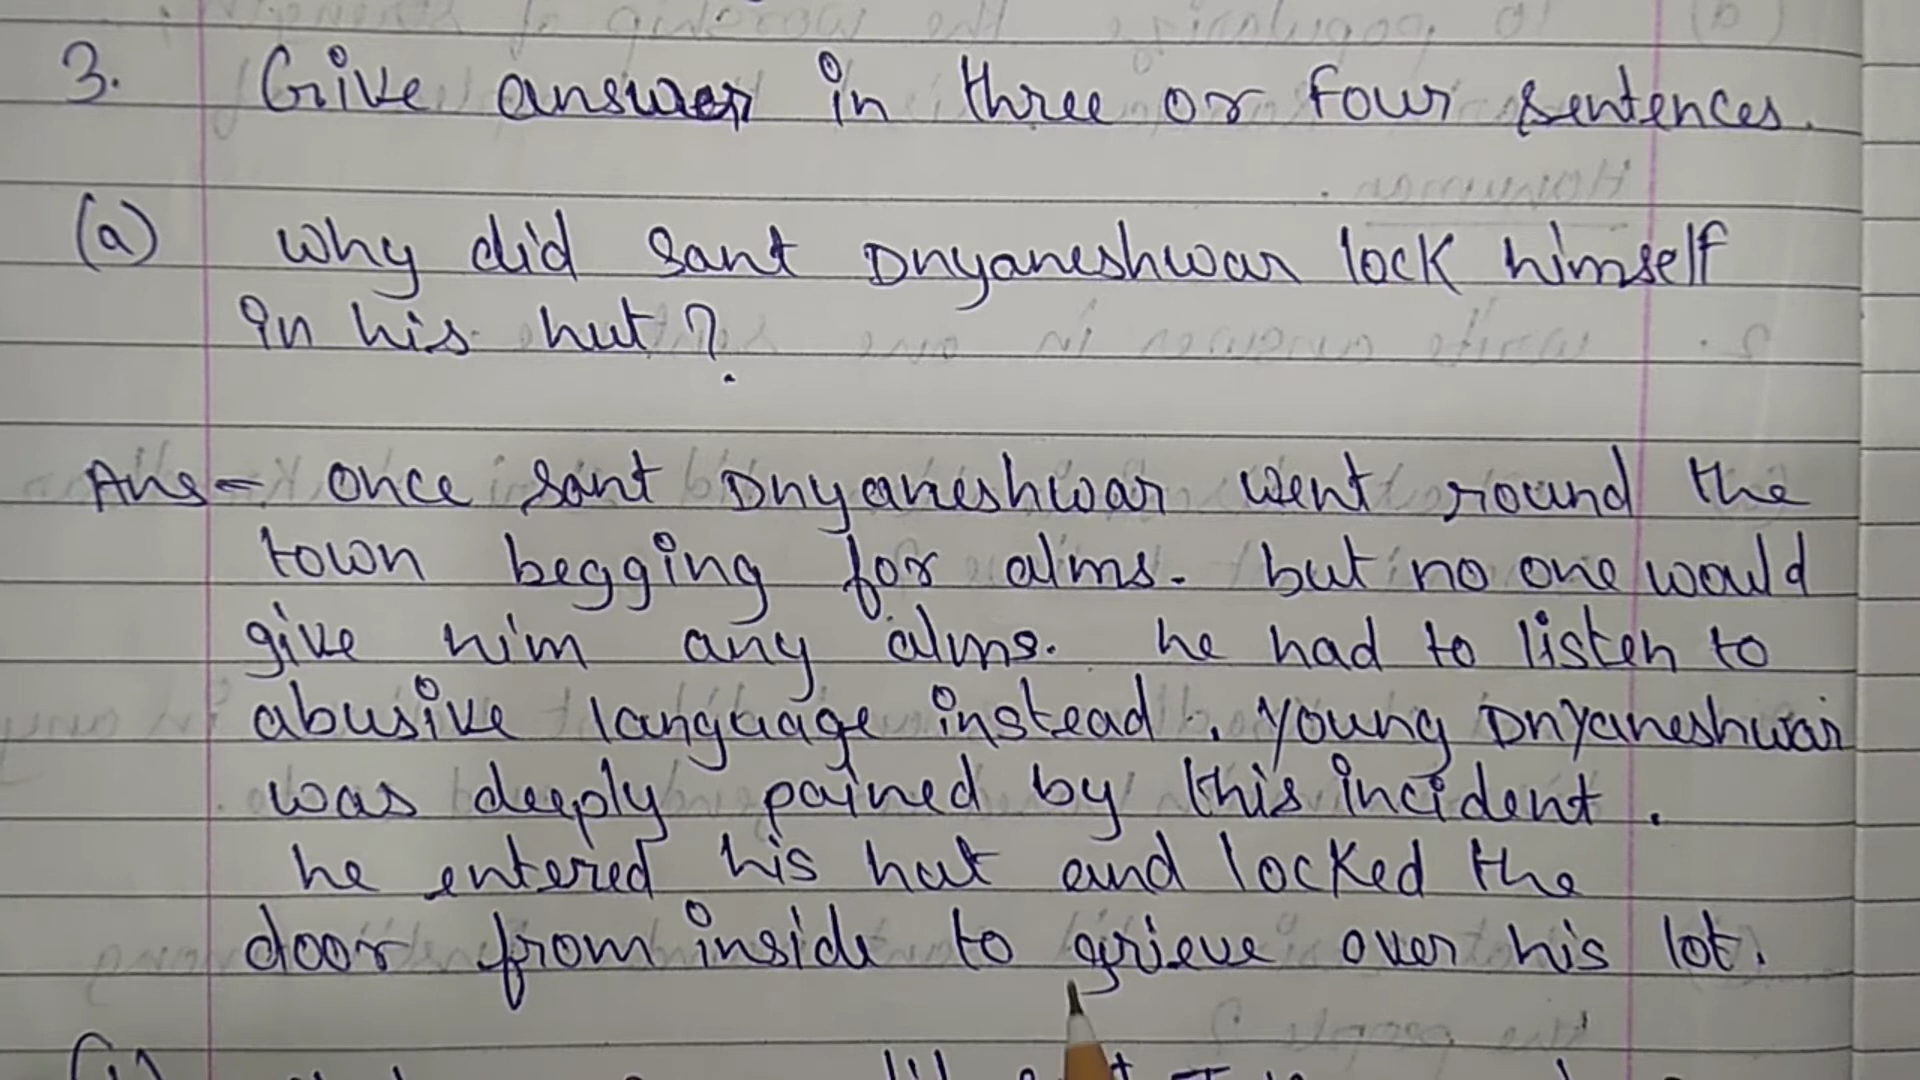 3. Give answer in three or four sentences.
(a) why did sant Dnyaneshwar lock himself
in his hut?
Ans - once sant Dnyaneshwar went round the
town begging for alms. but no one would
give him any alms. he had to listen to
abusive language instead. young Dnyaneshwar
was deeply pained by this incident.
he entered his hut and locked the
door from inside to grieve over his lot.